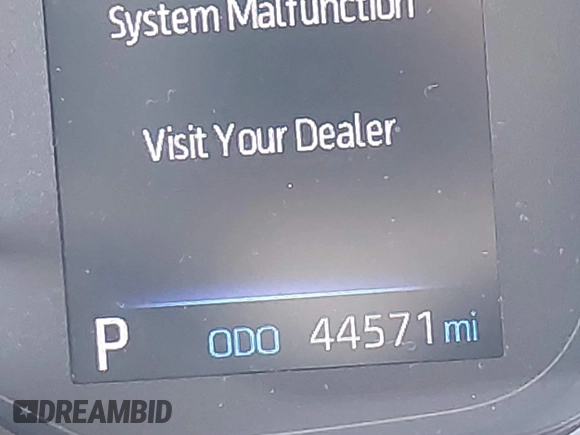 System Malfunction
Visit Your Dealer
P ODO 44571 mi
DREAMBID